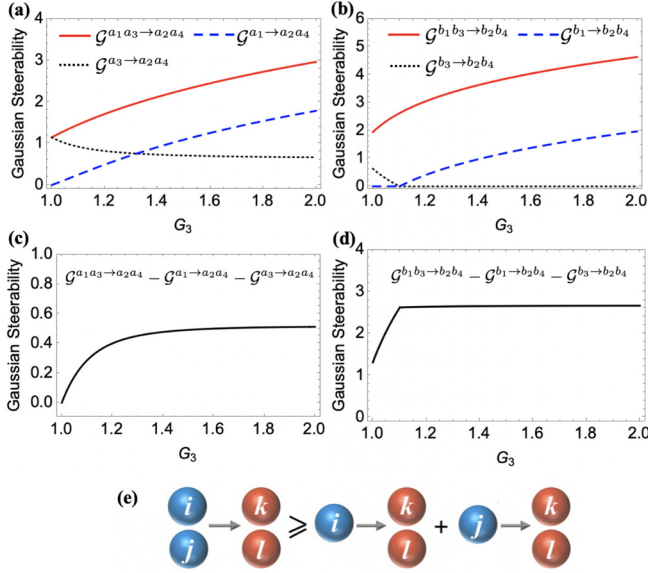 (a)
𝒢^{a₁a₃→a₂a₄} 𝒢^{a₁→a₂a₄}
𝒢^{a₃→a₂a₄}
Gaussian Steerability
4
3
2
1
0
1.0 1.2 1.4 1.6 1.8 2.0
G₃
(b)
𝒢^{b₁b₃→b₂b₄} 𝒢^{b₁→b₂b₄}
𝒢^{b₃→b₂b₄}
Gaussian Steerability
6
5
4
3
2
1
0
1.0 1.2 1.4 1.6 1.8 2.0
G₃
(c)
𝒢^{a₁a₃→a₂a₄} − 𝒢^{a₁→a₂a₄} − 𝒢^{a₃→a₂a₄}
Gaussian Steerability
1.0
0.8
0.6
0.4
0.2
0.0
1.0 1.2 1.4 1.6 1.8 2.0
G₃
(d)
𝒢^{b₁b₃→b₂b₄} − 𝒢^{b₁→b₂b₄} − 𝒢^{b₃→b₂b₄}
Gaussian Steerability
4
3
2
1
0
1.0 1.2 1.4 1.6 1.8 2.0
G₃
(e)
i k ⩾ i k + j k
j l l l